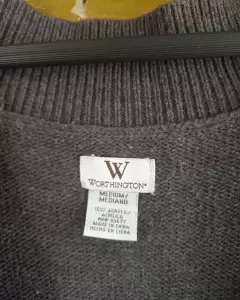 W
WORTHINGTON®
MEDIUM/
MEDIANO
100% ACRYLIC/
ACRILICO
MADE IN CHINA
HECHO EN CHINA